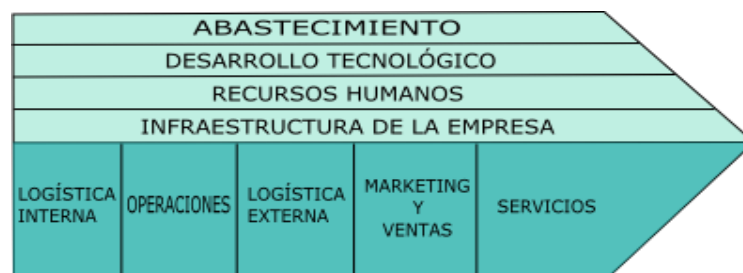 ABASTECIMIENTO
DESARROLLO TECNOLÓGICO
RECURSOS HUMANOS
INFRAESTRUCTURA DE LA EMPRESA
LOGÍSTICA
INTERNA
OPERACIONES
LOGÍSTICA
EXTERNA
MARKETING
Y
VENTAS
SERVICIOS